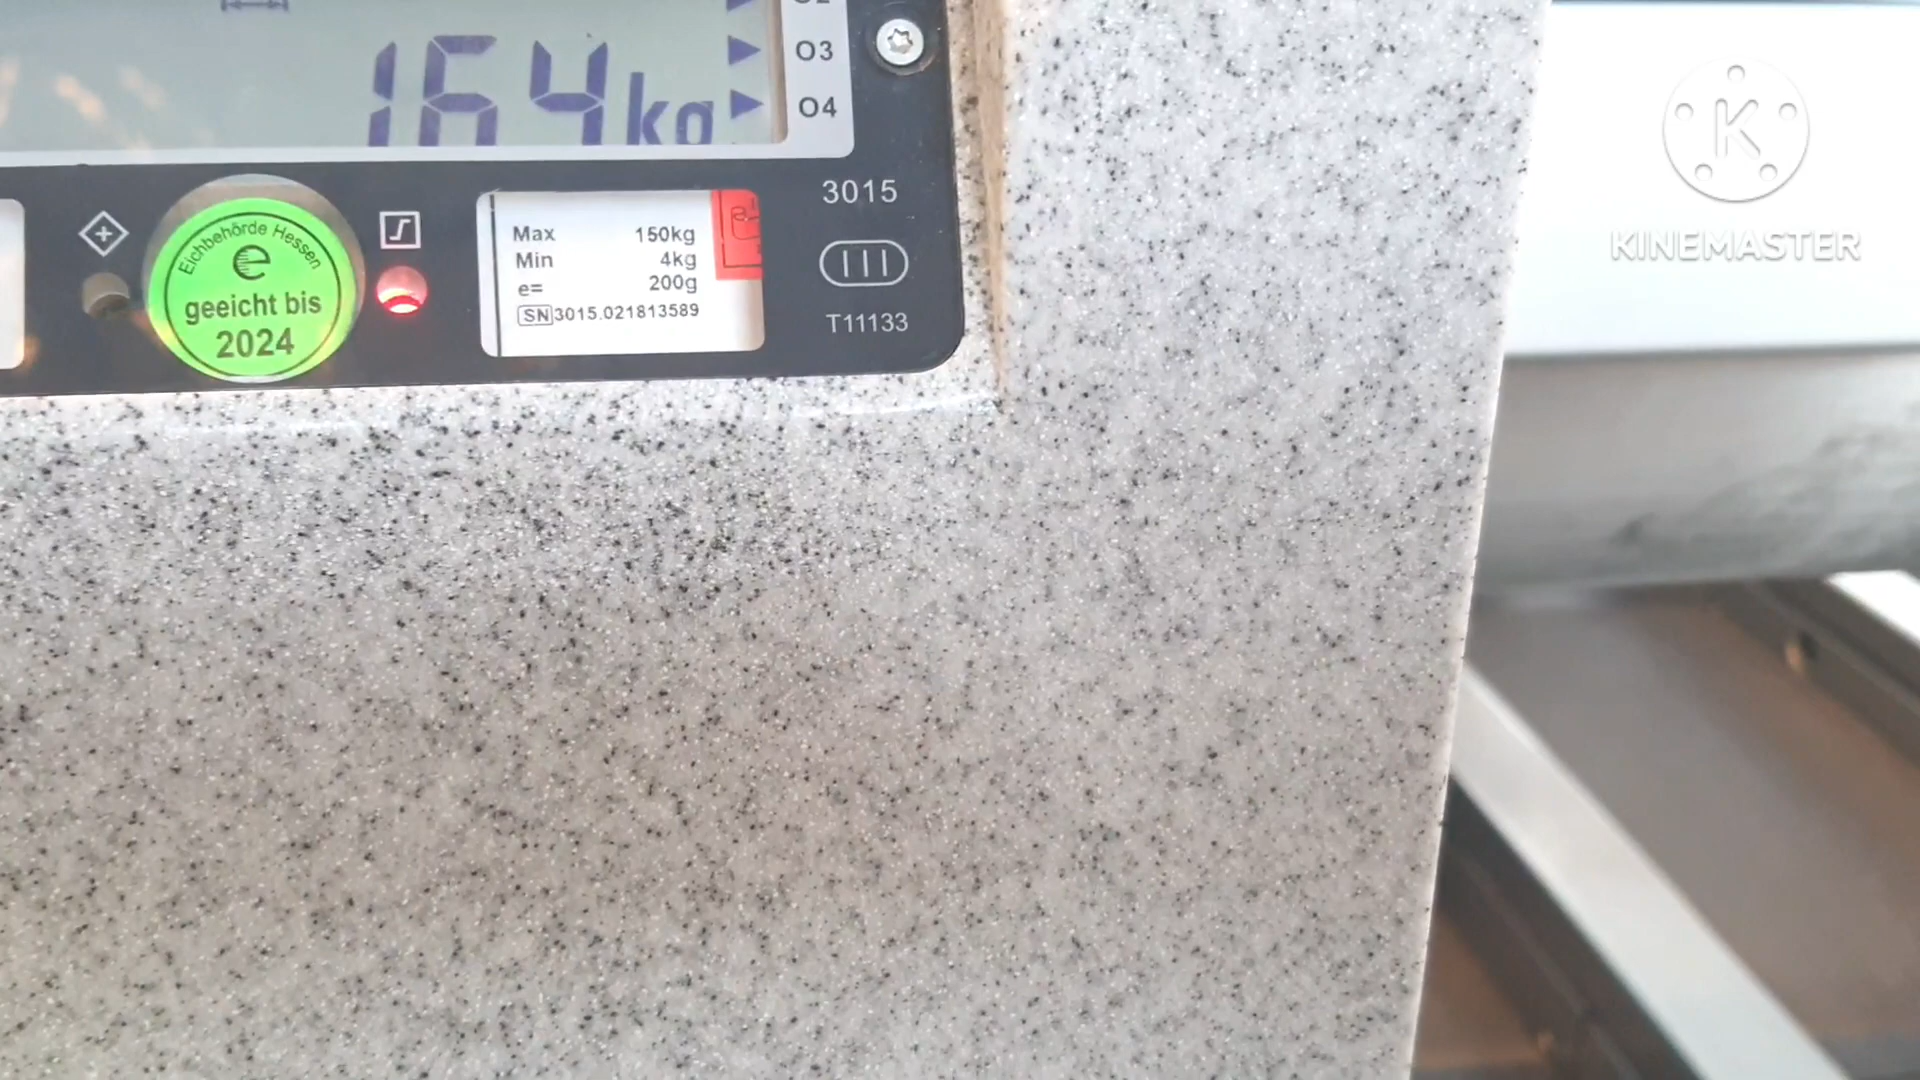 O3
164kg
O4
3015
Eichbehörde Hessen
e
geeicht bis
2024
Max 150kg
Min 4kg
e= 200g
SN 3015.021813589
III
T11133
K
KINEMASTER